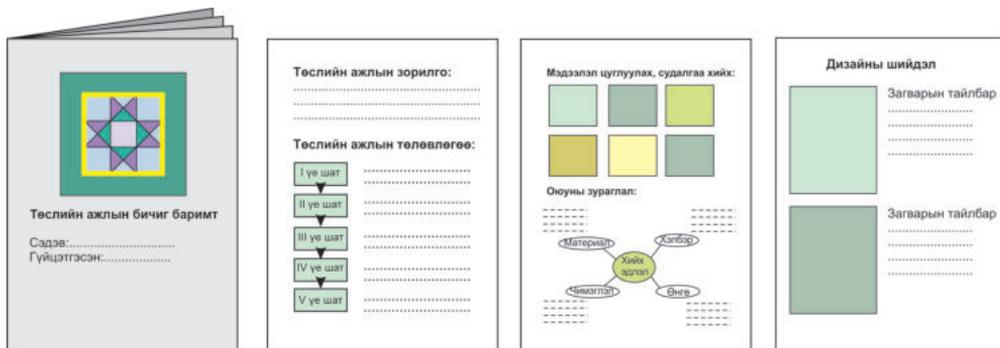 Төслийн ажлын бичиг баримт
Сэдэв:..........................
Гүйцэтгэсэн:.................
Төслийн ажлын зорилго:
Төслийн ажлын төлөвлөгөө:
I үе шат
II үе шат
III үе шат
IV үе шат
V үе шат
Мэдээлэл цуглуулах, судалгаа хийх:
Оюуны зураглал:
Материал
Хэлбэр
Хийх
эдлэл
Чимэглэл
Өнгө
Дизайны шийдэл
Загварын тайлбар
Загварын тайлбар